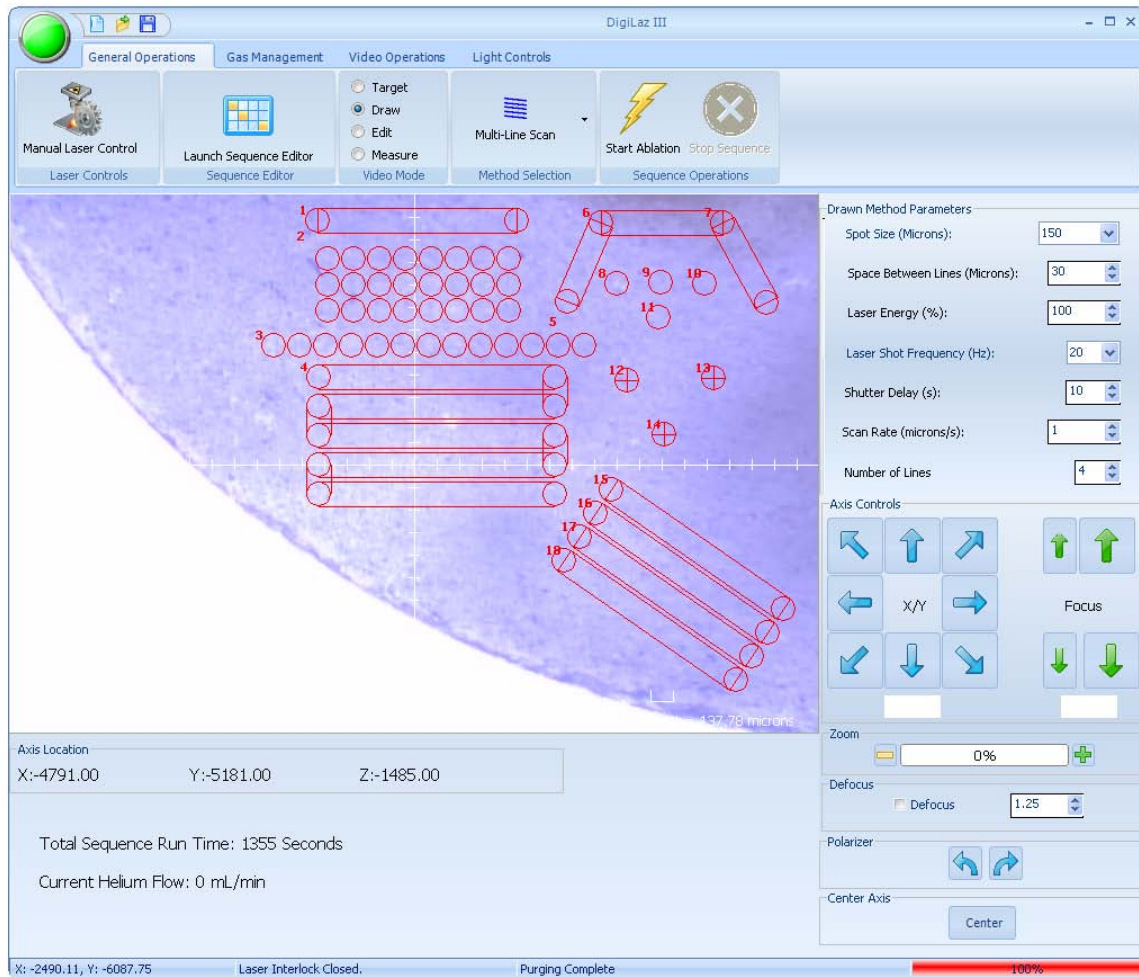 DigiLaz III
General Operations
Gas Management
Video Operations
Light Controls
Manual Laser Control
Laser Controls
Launch Sequence Editor
Sequence Editor
Target
Draw
Edit
Measure
Video Mode
Multi-Line Scan
Method Selection
Start Ablation
Stop Sequence
Sequence Operations
1
2
3
4
5
6
7
8
9
10
11
12
13
14
15
16
17
18
137.78 microns
Drawn Method Parameters
Spot Size (Microns): 150
Space Between Lines (Microns): 30
Laser Energy (%): 100
Laser Shot Frequency (Hz): 20
Shutter Delay (s): 10
Scan Rate (microns/s): 1
Number of Lines 4
Axis Controls
X/Y
Focus
Zoom
0%
Defocus
Defocus 1.25
Polarizer
Center Axis
Center
Axis Location
X:-4791.00 Y:-5181.00 Z:-1485.00
Total Sequence Run Time: 1355 Seconds
Current Helium Flow: 0 mL/min
X: -2490.11, Y: -6087.75 Laser Interlock Closed. Purging Complete 100%